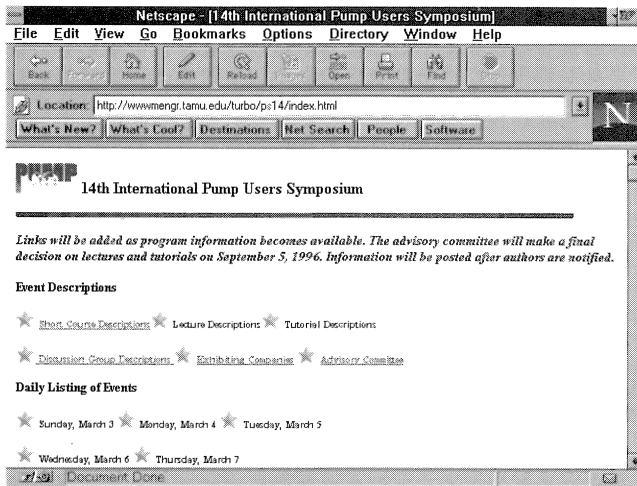 Netscape - [14th International Pump Users Symposium]
File Edit View Go Bookmarks Options Directory Window Help
Back Forward Home Edit Reload Images Open Print Find Stop
Location: http://wwwmengr.tamu.edu/turbo/ps14/index.html
N
What's New? What's Cool? Destinations Net Search People Software
PUMP
14th International Pump Users Symposium
Links will be added as program information becomes available. The advisory committee will make a final
decision on lectures and tutorials on September 5, 1996. Information will be posted after authors are notified.
Event Descriptions
Short Course Descriptions Lecture Descriptions Tutorial Descriptions
Discussion Group Descriptions Exhibiting Companies Advisory Committee
Daily Listing of Events
Sunday, March 3 Monday, March 4 Tuesday, March 5
Wednesday, March 6 Thursday, March 7
Document Done